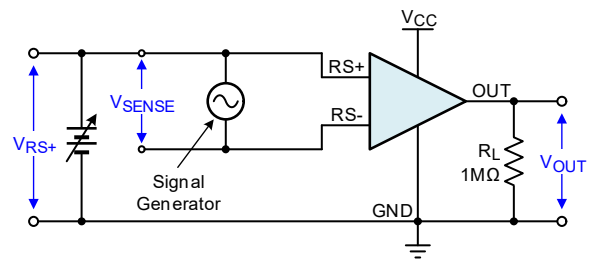 VCC
RS+
VSENSE
OUT
RS-
VRS+
RL
1MΩ
VOUT
Signal
Generator
GND